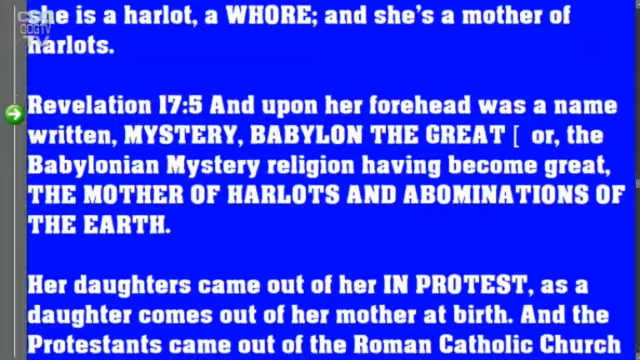 she is a harlot, a WHORE; and she's a mother of
harlots.
Revelation 17:5 And upon her forehead was a name
written, MYSTERY, BABYLON THE GREAT [ or, the
Babylonian Mystery religion having become great,
THE MOTHER OF HARLOTS AND ABOMINATIONS OF
THE EARTH.
Her daughters came out of her IN PROTEST, as a
daughter comes out of her mother at birth. And the
Protestants came out of the Roman Catholic Church